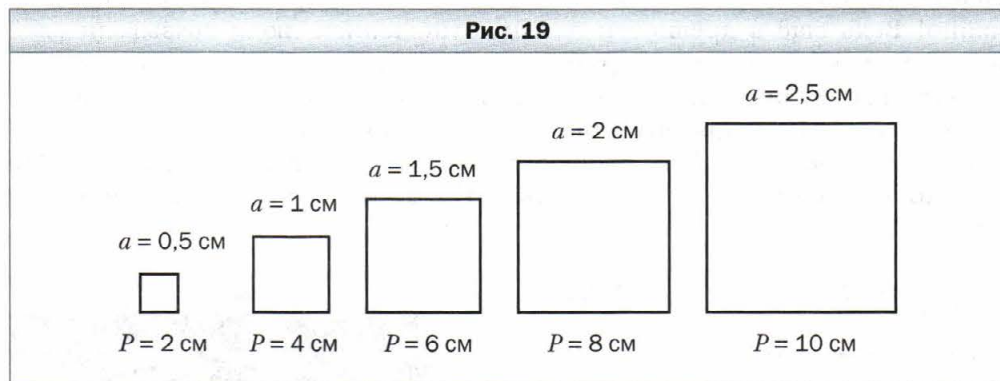 Рис. 19
a = 2,5 см
a = 2 см
a = 1,5 см
a = 1 см
a = 0,5 см
P = 2 см P = 4 см P = 6 см P = 8 см P = 10 см